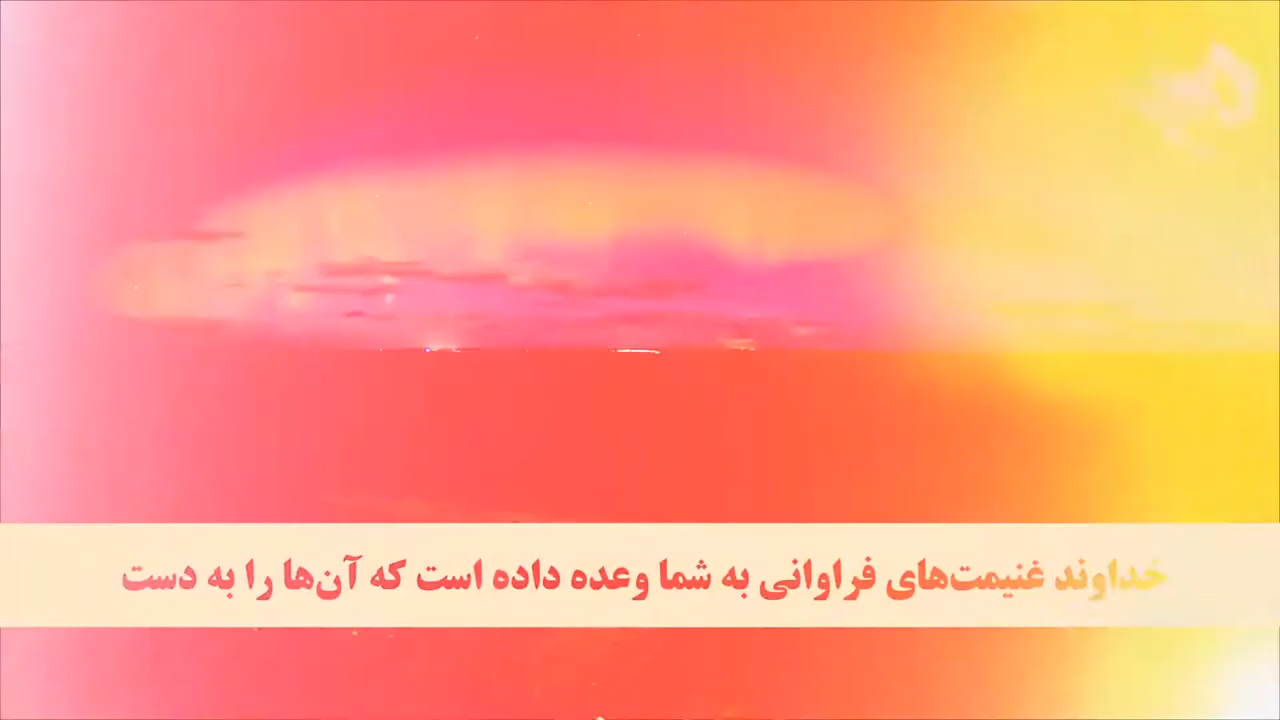 خداوند غنیمت‌های فراوانی به شما وعده داده است که آن‌ها را به دست